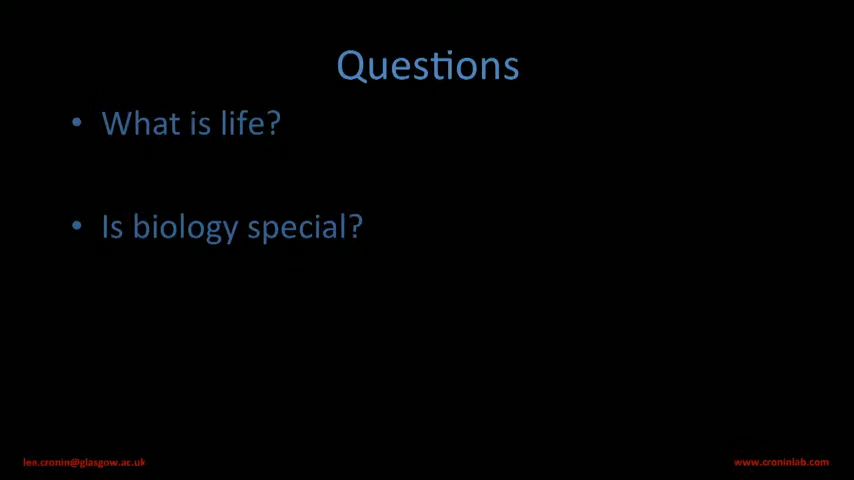 Questions
• What is life?
• Is biology special?
lee.cronin@glasgow.ac.uk
www.croninlab.com